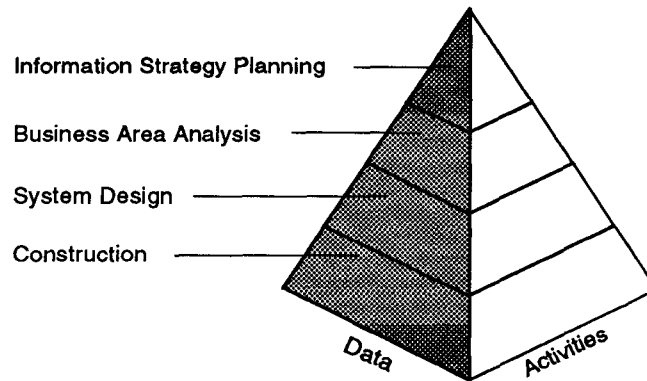 Information Strategy Planning
Business Area Analysis
System Design
Construction
Data
Activities